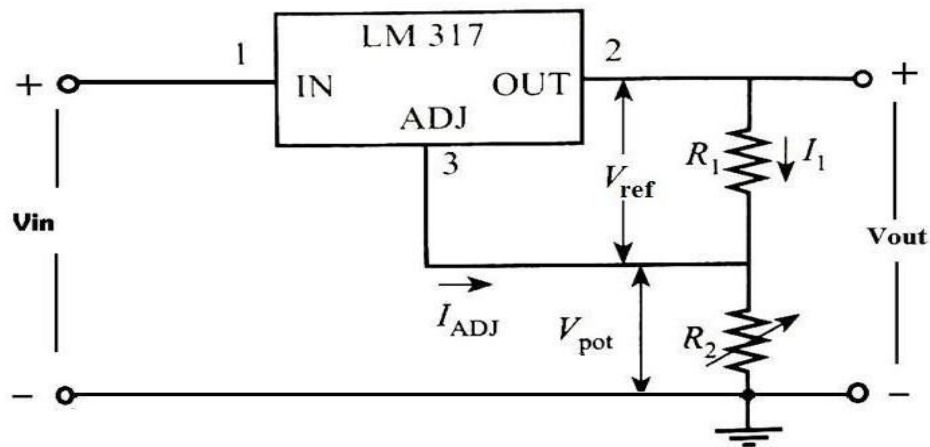 LM 317
1
2
+
IN
OUT
+
ADJ
3
R1
I1
Vref
Vin
Vout
IADJ
Vpot
R2
−
−